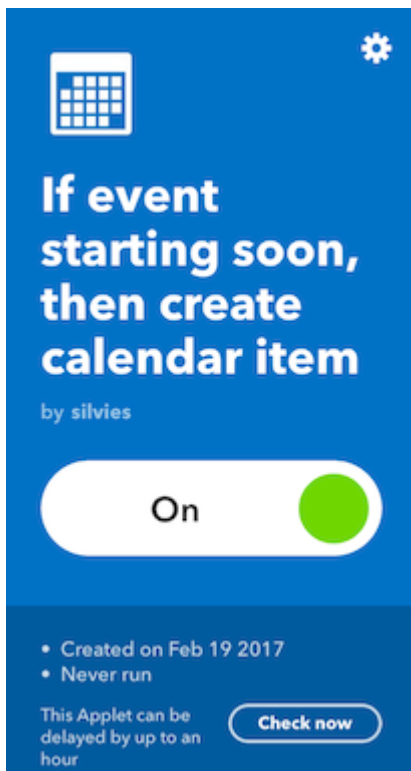 If event
starting soon,
then create
calendar item
by silvies
On
• Created on Feb 19 2017
• Never run
This Applet can be
delayed by up to an
hour
Check now